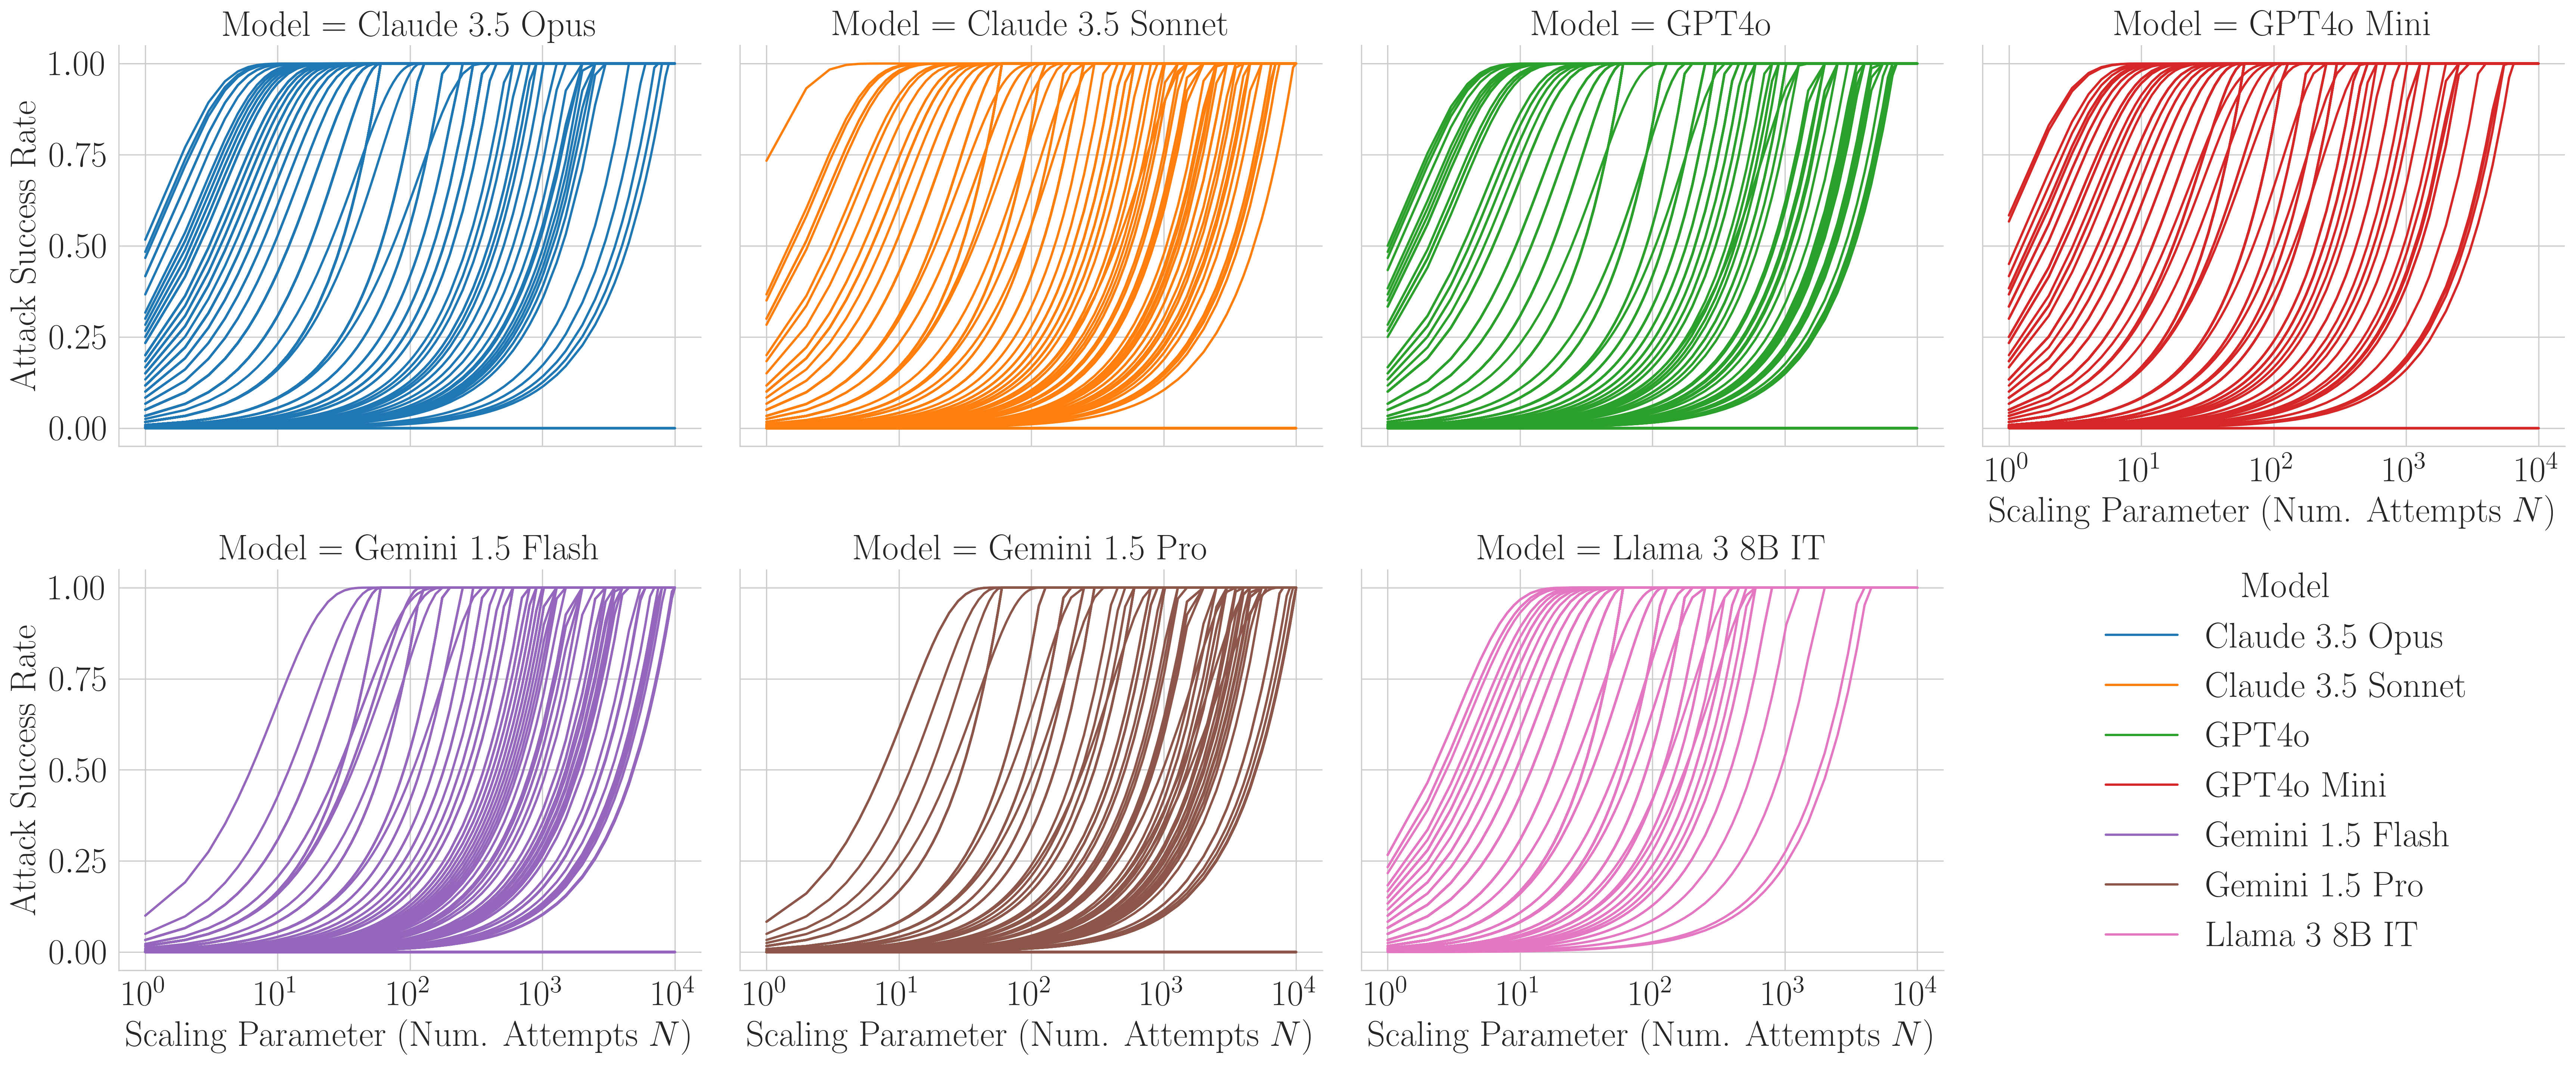 Model = Claude 3.5 Opus
Model = Claude 3.5 Sonnet
Model = GPT4o
Model = GPT4o Mini
Attack Success Rate
1.00
0.75
0.50
0.25
0.00
10^0 10^1 10^2 10^3 10^4
Scaling Parameter (Num. Attempts N)
Model = Gemini 1.5 Flash
Model = Gemini 1.5 Pro
Model = Llama 3 8B IT
Attack Success Rate
1.00
0.75
0.50
0.25
0.00
10^0 10^1 10^2 10^3 10^4
Scaling Parameter (Num. Attempts N)
10^0 10^1 10^2 10^3 10^4
Scaling Parameter (Num. Attempts N)
10^0 10^1 10^2 10^3 10^4
Scaling Parameter (Num. Attempts N)
Model
Claude 3.5 Opus
Claude 3.5 Sonnet
GPT4o
GPT4o Mini
Gemini 1.5 Flash
Gemini 1.5 Pro
Llama 3 8B IT